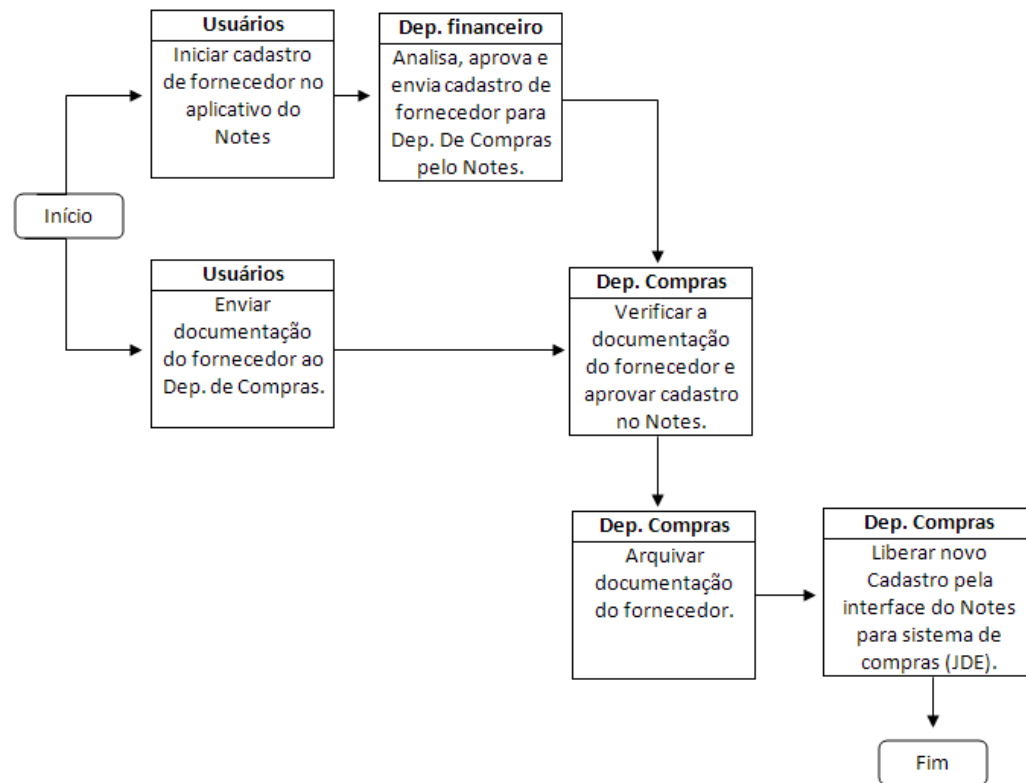 Usuários
Iniciar cadastro
de fornecedor no
aplicativo do
Notes
Dep. financeiro
Analisa, aprova e
envia cadastro de
fornecedor para
Dep. De Compras
pelo Notes.
Início
Usuários
Enviar
documentação
do fornecedor ao
Dep. de Compras.
Dep. Compras
Verificar a
documentação
do fornecedor e
aprovar cadastro
no Notes.
Dep. Compras
Arquivar
documentação
do fornecedor.
Dep. Compras
Liberar novo
Cadastro pela
interface do Notes
para sistema de
compras (JDE).
Fim